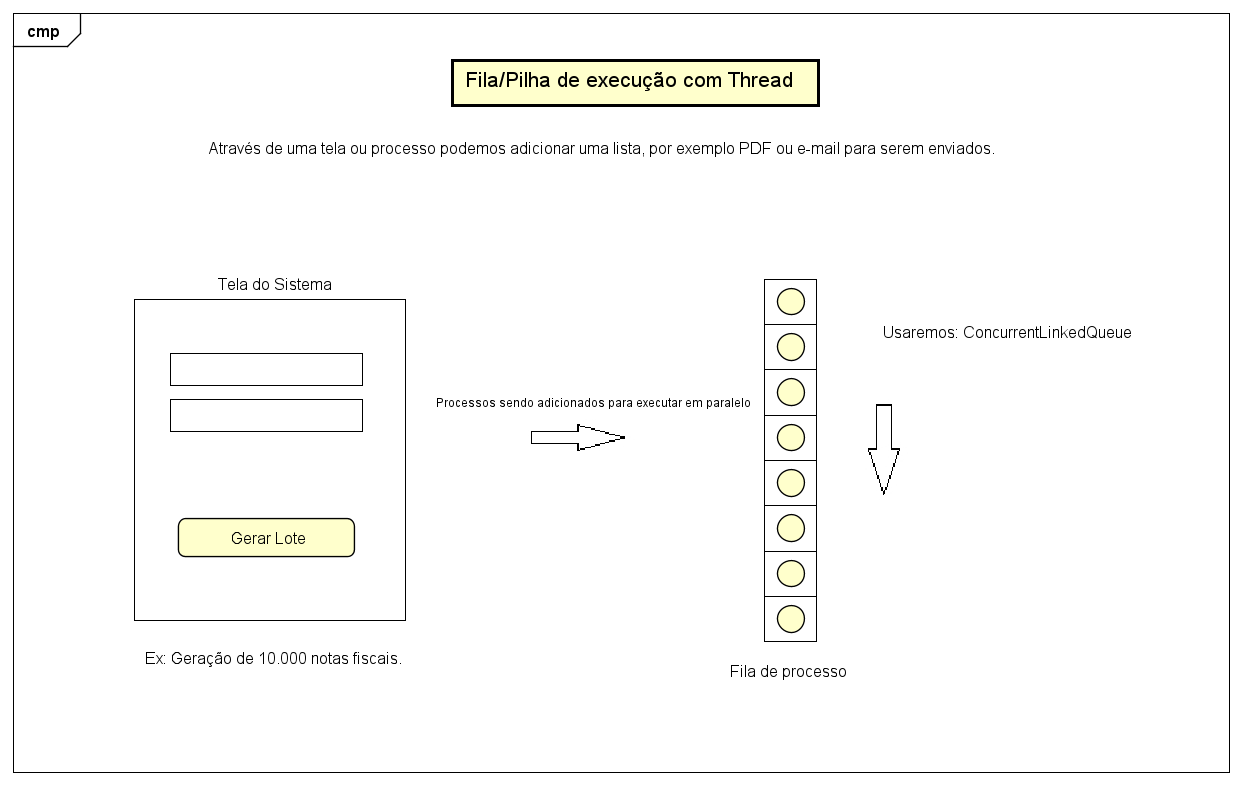 cmp
Fila/Pilha de execução com Thread
Através de uma tela ou processo podemos adicionar uma lista, por exemplo PDF ou e-mail para serem enviados.
Tela do Sistema
Usaremos: ConcurrentLinkedQueue
Processos sendo adicionados para executar em paralelo
Gerar Lote
Ex: Geração de 10.000 notas fiscais.
Fila de processo